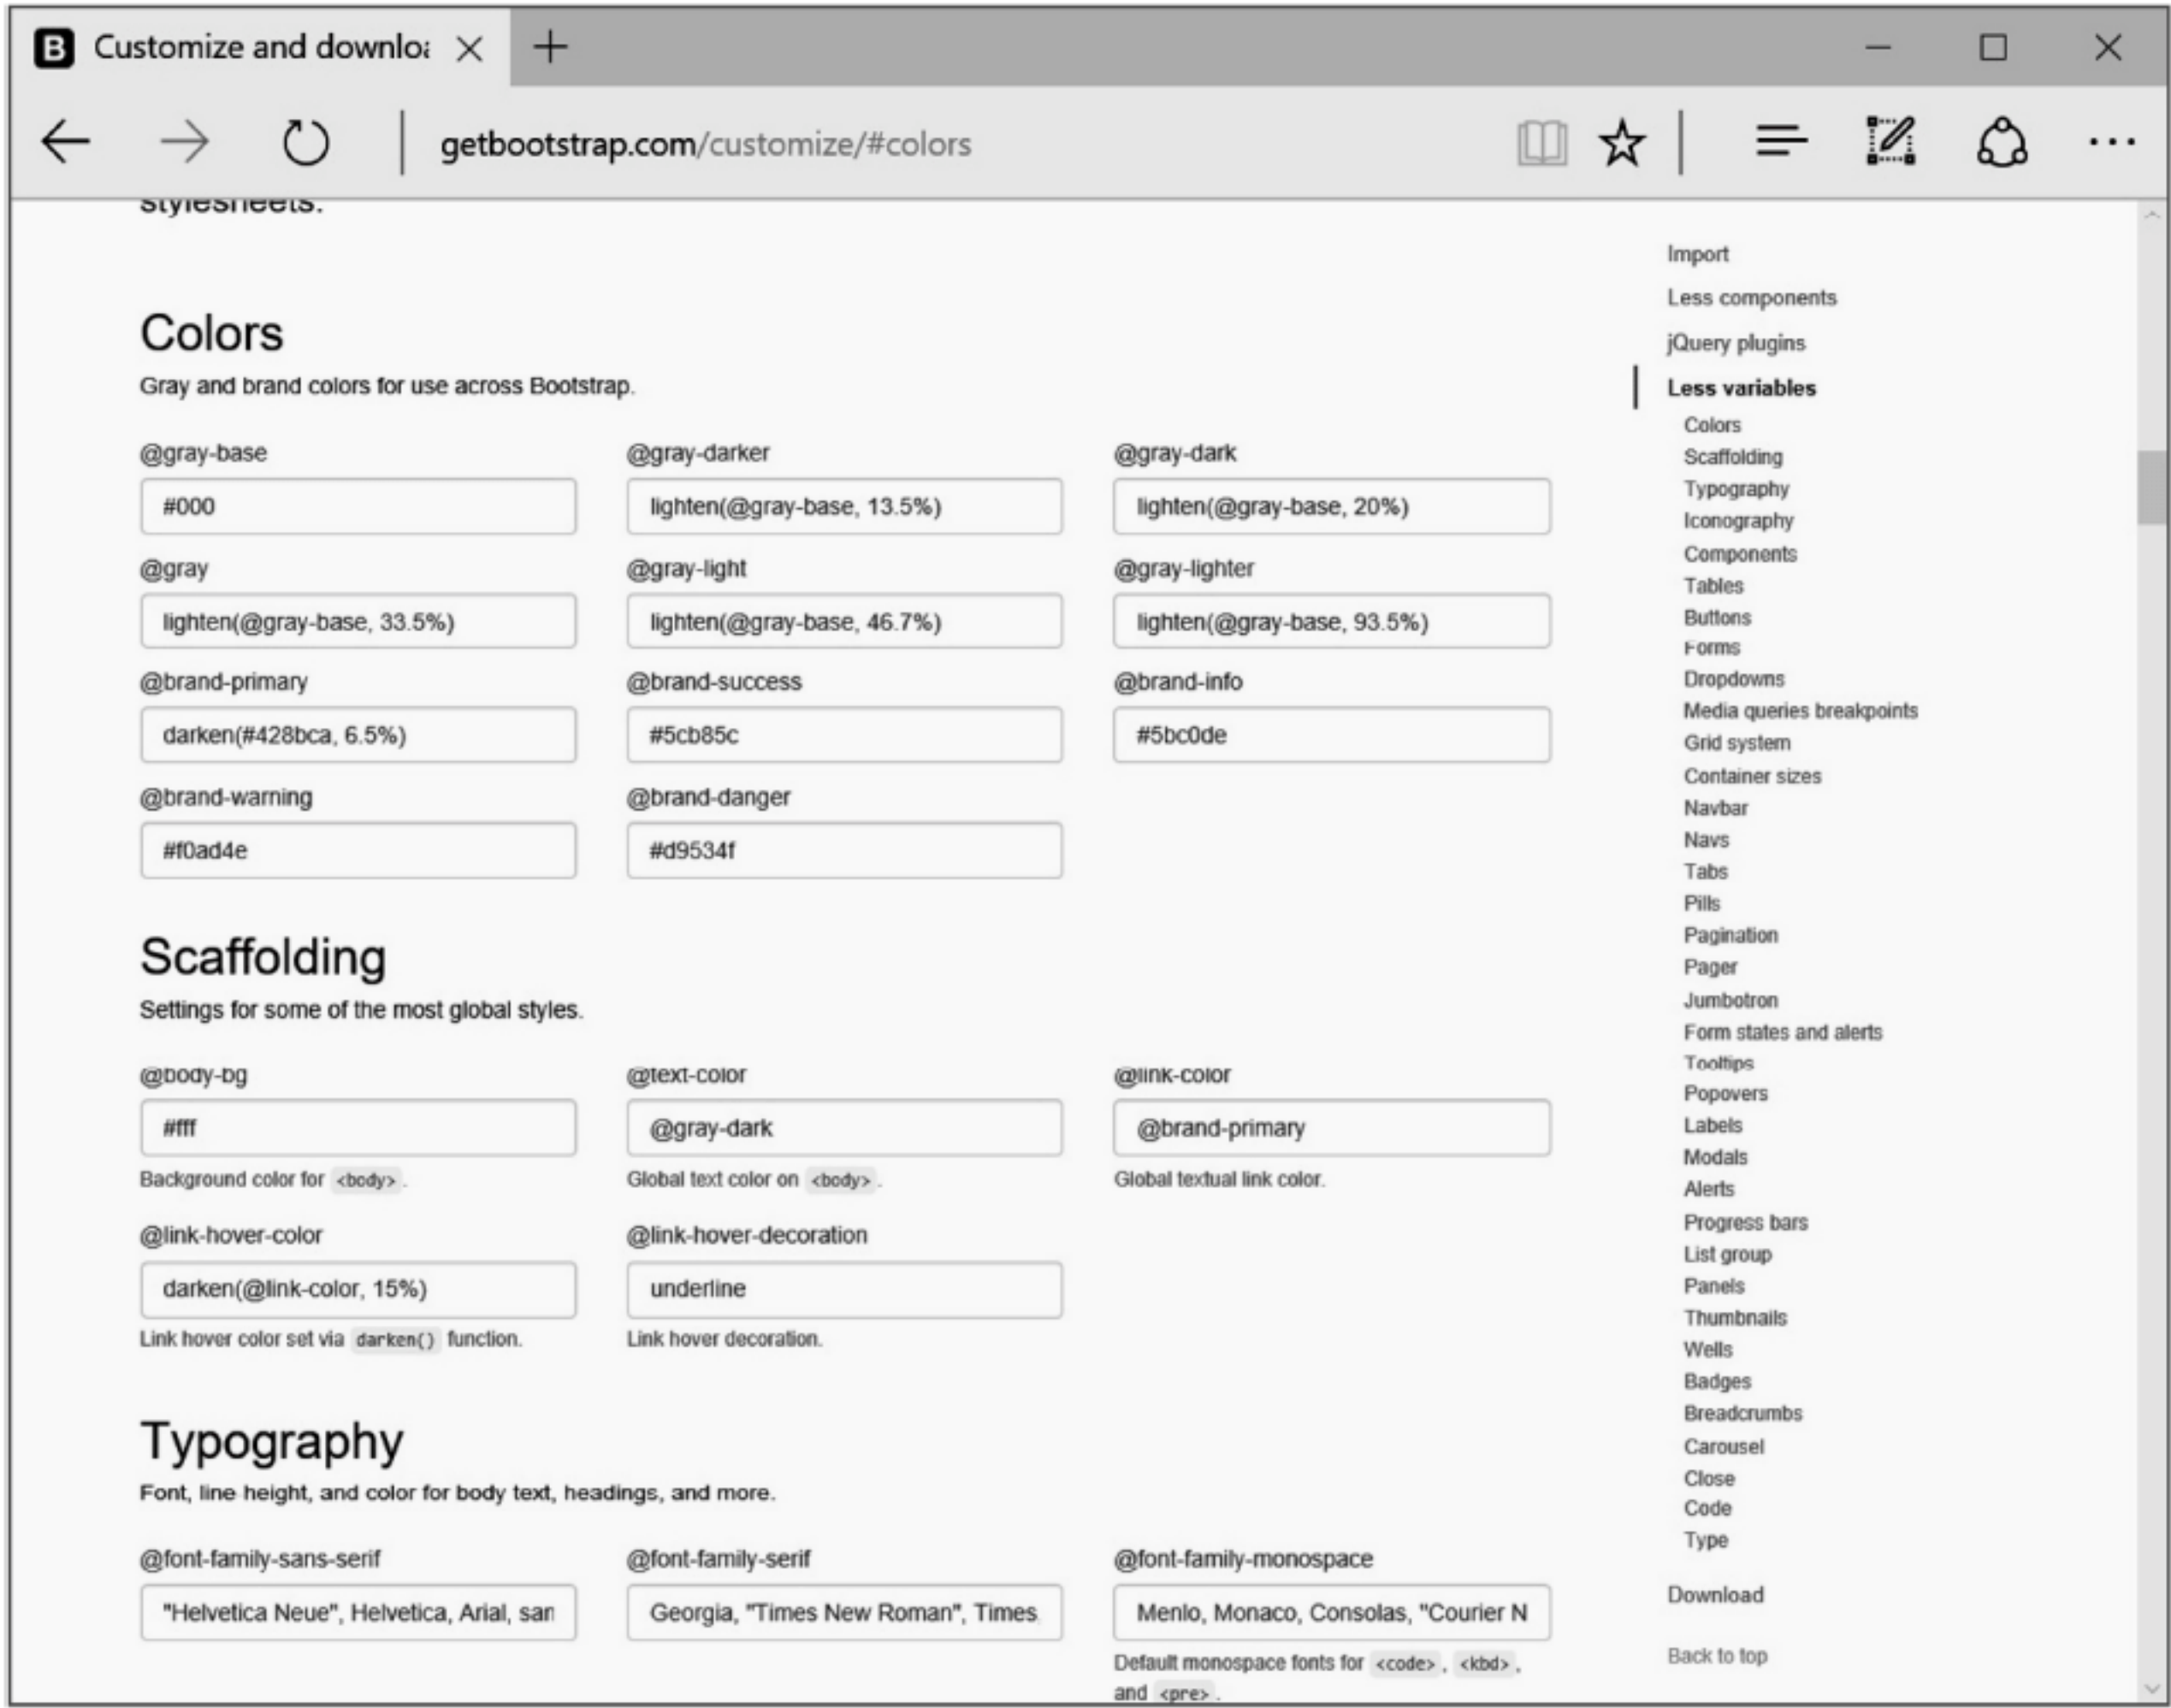 B Customize and downloa
getbootstrap.com/customize/#colors
stylesheets.
Colors
Gray and brand colors for use across Bootstrap.
@gray-base @gray-darker @gray-dark
#000 lighten(@gray-base, 13.5%) lighten(@gray-base, 20%)
@gray @gray-light @gray-lighter
lighten(@gray-base, 33.5%) lighten(@gray-base, 46.7%) lighten(@gray-base, 93.5%)
@brand-primary @brand-success @brand-info
darken(#428bca, 6.5%) #5cb85c #5bc0de
@brand-warning @brand-danger
#f0ad4e #d9534f
Scaffolding
Settings for some of the most global styles.
@body-bg @text-color @link-color
#fff @gray-dark @brand-primary
Background color for <body>. Global text color on <body>. Global textual link color.
@link-hover-color @link-hover-decoration
darken(@link-color, 15%) underline
Link hover color set via darken() function. Link hover decoration.
Typography
Font, line height, and color for body text, headings, and more.
@font-family-sans-serif @font-family-serif @font-family-monospace
"Helvetica Neue", Helvetica, Arial, san Georgia, "Times New Roman", Times, Menlo, Monaco, Consolas, "Courier N
Default monospace fonts for <code>, <kbd>,
and <pre>.
Import
Less components
jQuery plugins
Less variables
Colors
Scaffolding
Typography
Iconography
Components
Tables
Buttons
Forms
Dropdowns
Media queries breakpoints
Grid system
Container sizes
Navbar
Navs
Tabs
Pills
Pagination
Pager
Jumbotron
Form states and alerts
Tooltips
Popovers
Labels
Modals
Alerts
Progress bars
List group
Panels
Thumbnails
Wells
Badges
Breadcrumbs
Carousel
Close
Code
Type
Download
Back to top